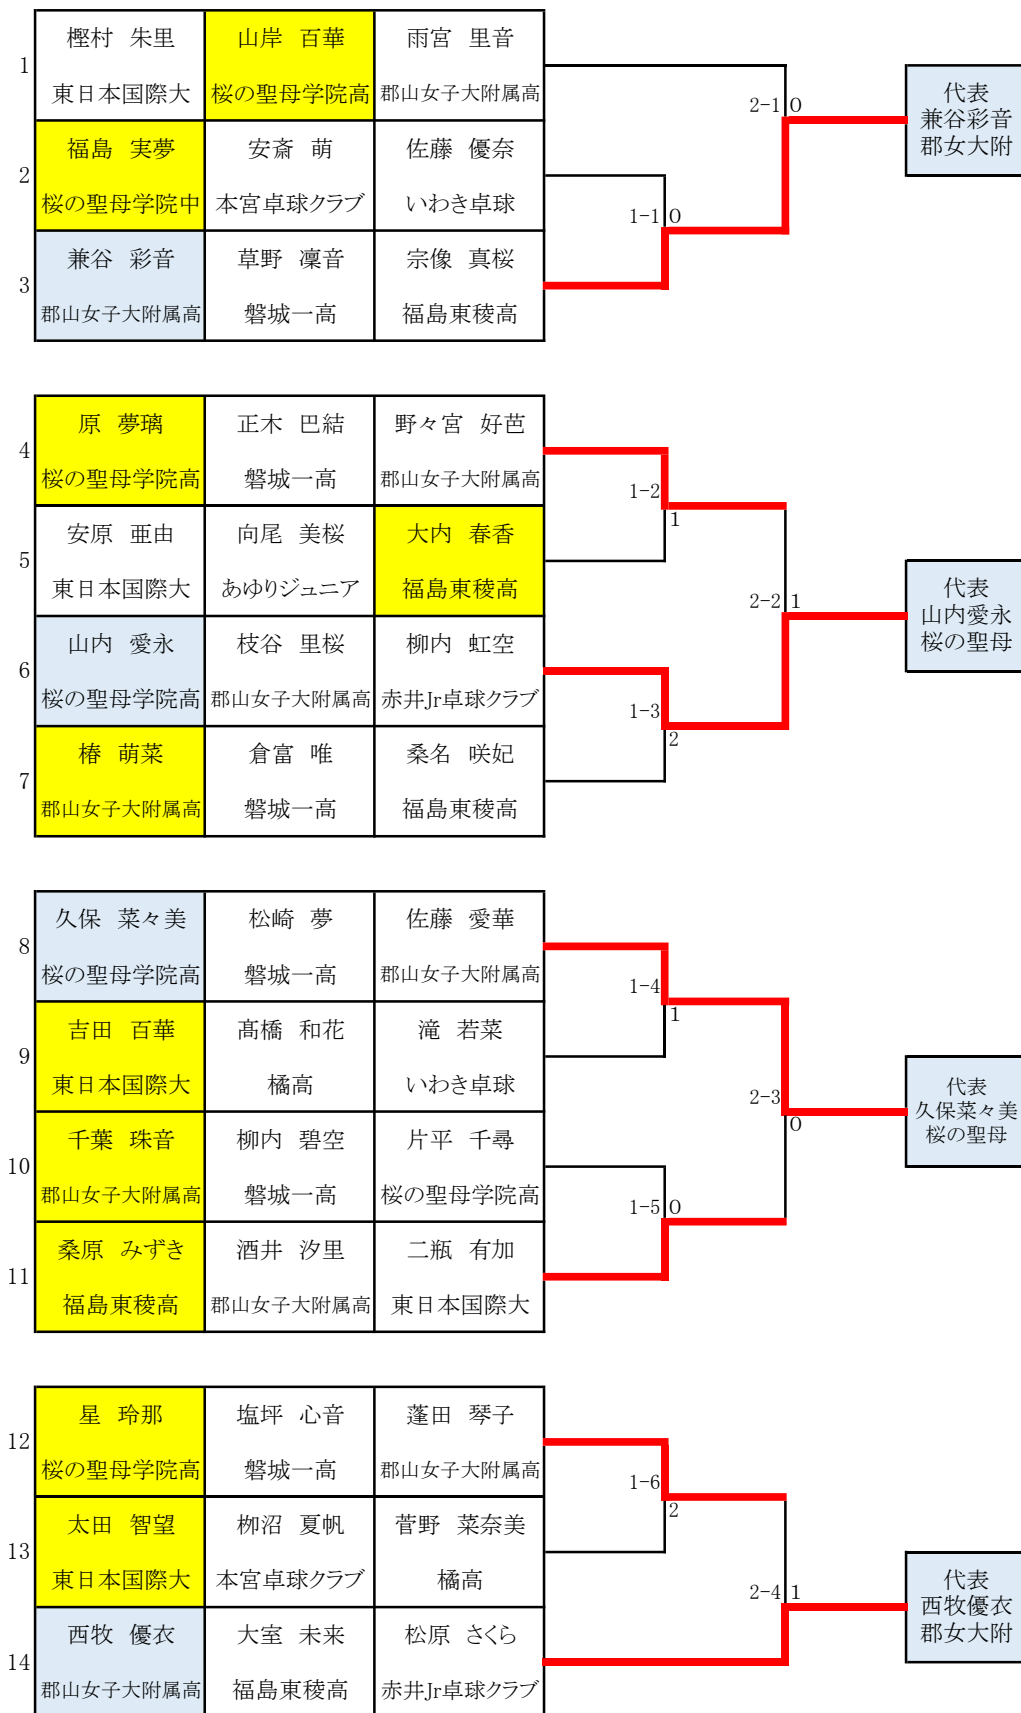 樫村 朱里 山岸 百華 雨宮 里音
1
東日本国際大 桜の聖母学院高 郡山女子大附属高
福島 実夢 安斎 萌 佐藤 優奈
2
桜の聖母学院中 本宮卓球クラブ いわき卓球
兼谷 彩音 草野 凜音 宗像 真桜
3
郡山女子大附属高 磐城一高 福島東稜高
2-1 0
1-1 0
代表
兼谷彩音
郡女大附
原 夢璃 正木 巴結 野々宮 好芭
4
桜の聖母学院高 磐城一高 郡山女子大附属高
安原 亜由 向尾 美桜 大内 春香
5
東日本国際大 あゆりジュニア 福島東稜高
山内 愛永 枝谷 里桜 柳内 虹空
6
桜の聖母学院高 郡山女子大附属高 赤井Jr卓球クラブ
椿 萌菜 倉富 唯 桑名 咲妃
7
郡山女子大附属高 磐城一高 福島東稜高
1-2
1
2-2 1
1-3
2
代表
山内愛永
桜の聖母
久保 菜々美 松崎 夢 佐藤 愛華
8
桜の聖母学院高 磐城一高 郡山女子大附属高
吉田 百華 髙橋 和花 滝 若菜
9
東日本国際大 橘高 いわき卓球
千葉 珠音 柳内 碧空 片平 千尋
10
郡山女子大附属高 磐城一高 桜の聖母学院高
桑原 みずき 酒井 汐里 二瓶 有加
11
福島東稜高 郡山女子大附属高 東日本国際大
1-4
1
2-3
0
1-5 0
代表
久保菜々美
桜の聖母
星 玲那 塩坪 心音 蓬田 琴子
12
桜の聖母学院高 磐城一高 郡山女子大附属高
太田 智望 栁沼 夏帆 菅野 菜奈美
13
東日本国際大 本宮卓球クラブ 橘高
西牧 優衣 大室 未来 松原 さくら
14
郡山女子大附属高 福島東稜高 赤井Jr卓球クラブ
1-6
2
2-4 1
代表
西牧優衣
郡女大附